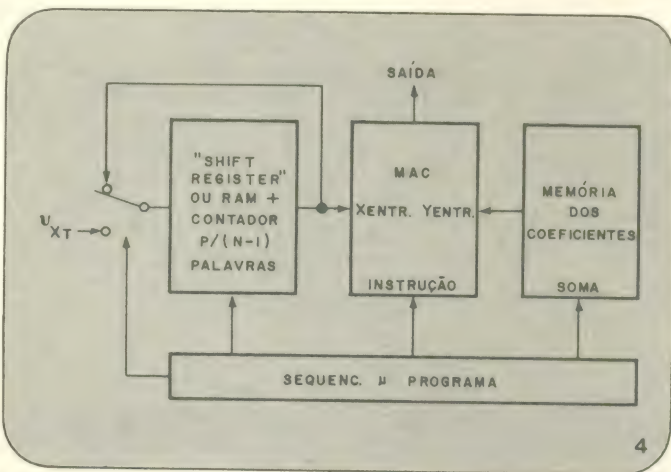 SAÍDA
"SHIFT
REGISTER"
OU RAM +
CONTADOR
P/(N-1)
PALAVRAS
MAC
XENTR. YENTR.
INSTRUÇÃO
MEMÓRIA
DOS
COEFICIENTES
SOMA
υXT
SEQUENC. μ PROGRAMA
4